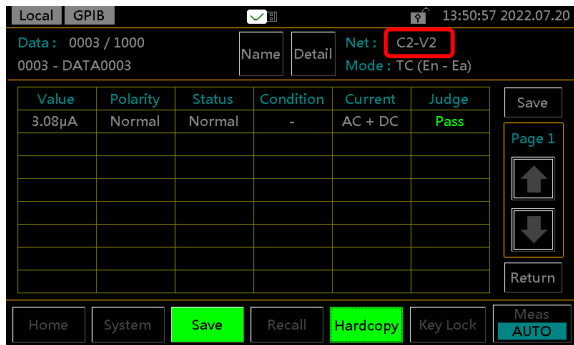 Local GPIB 13:50:57 2022.07.20
Data : 0003 / 1000 Name Detail Net : C2-V2
0003 - DATA0003 Mode : TC (En - Ea)
Value Polarity Status Condition Current Judge Save
3.08µA Normal Normal - AC + DC Pass
Page 1
Return
Home System Save Recall Hardcopy Key Lock Meas
AUTO